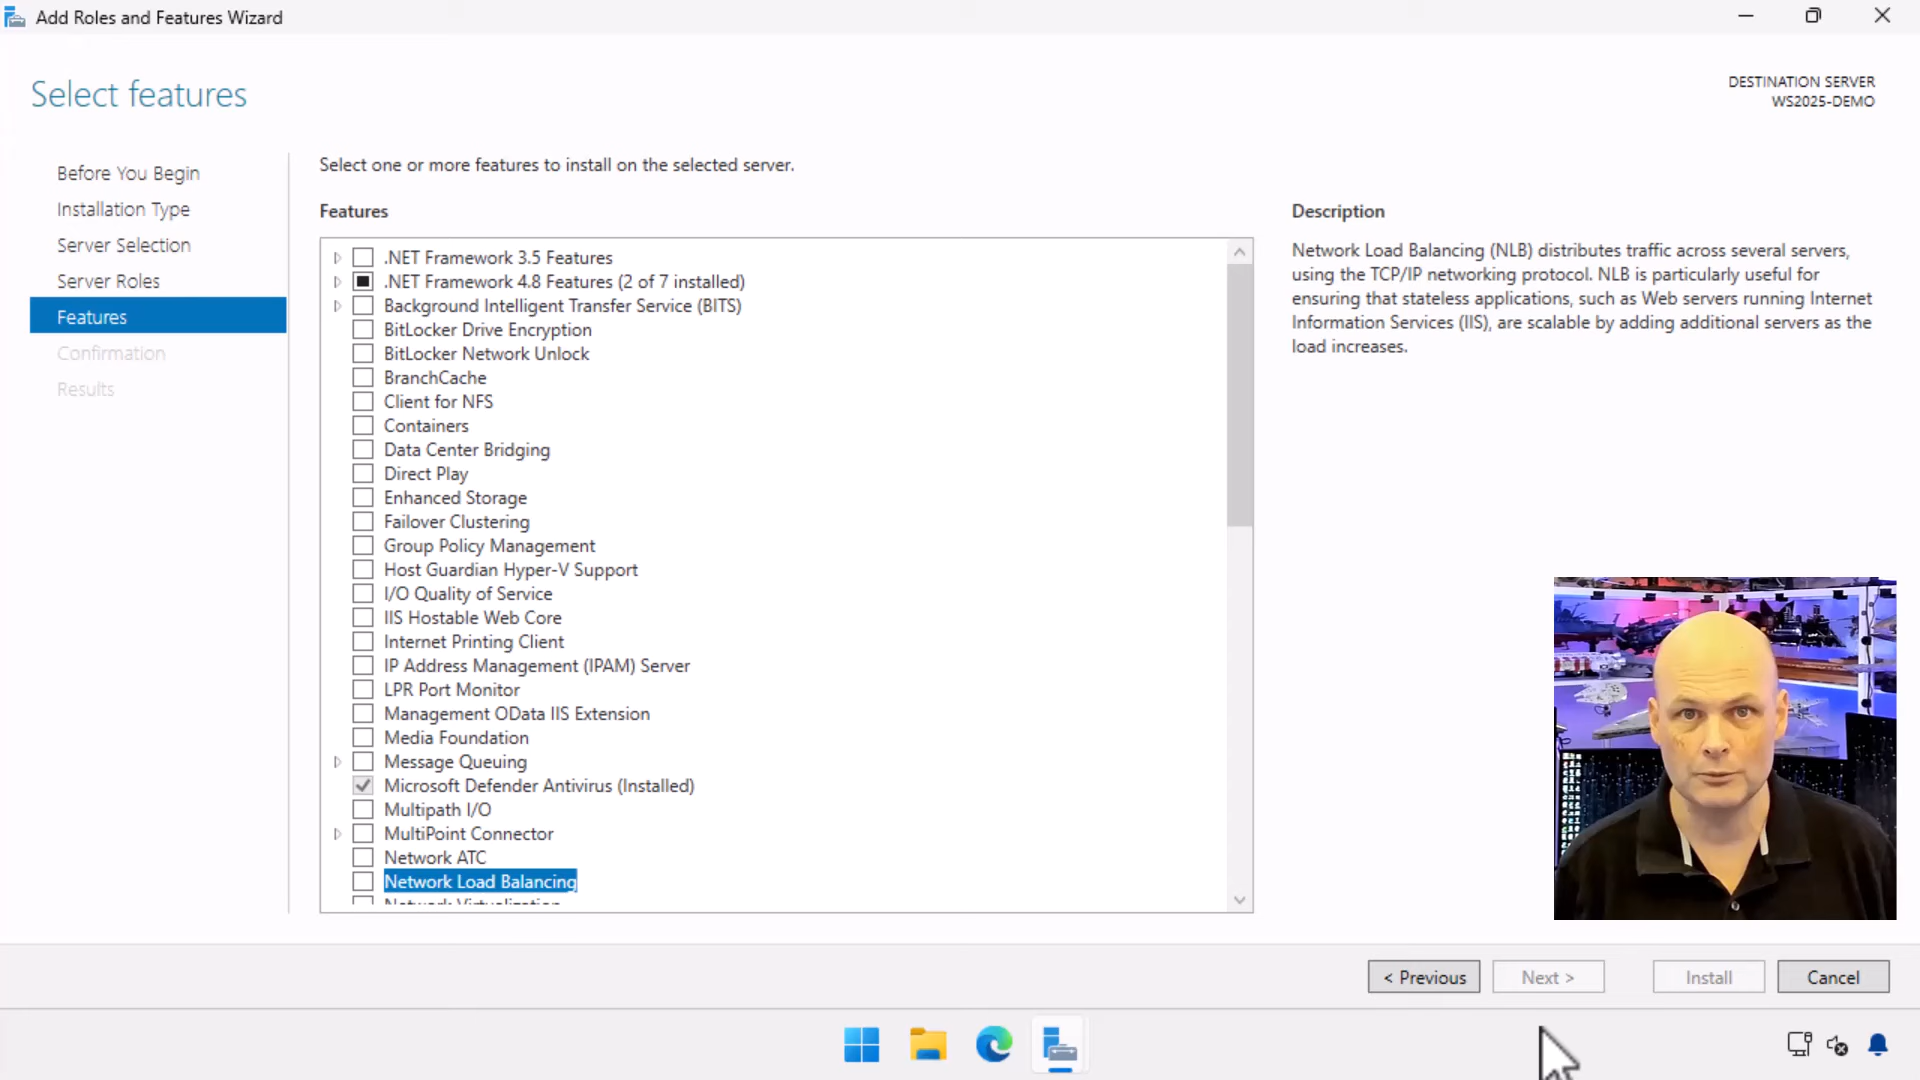 Add Roles and Features Wizard
Select features
DESTINATION SERVER
WS2025-DEMO
Before You Begin
Installation Type
Server Selection
Server Roles
Features
Confirmation
Results
Select one or more features to install on the selected server.
Features
.NET Framework 3.5 Features
.NET Framework 4.8 Features (2 of 7 installed)
Background Intelligent Transfer Service (BITS)
BitLocker Drive Encryption
BitLocker Network Unlock
BranchCache
Client for NFS
Containers
Data Center Bridging
Direct Play
Enhanced Storage
Failover Clustering
Group Policy Management
Host Guardian Hyper-V Support
I/O Quality of Service
IIS Hostable Web Core
Internet Printing Client
IP Address Management (IPAM) Server
LPR Port Monitor
Management OData IIS Extension
Media Foundation
Message Queuing
Microsoft Defender Antivirus (Installed)
Multipath I/O
MultiPoint Connector
Network ATC
Network Load Balancing
Network Virtualization
Description
Network Load Balancing (NLB) distributes traffic across several servers,
using the TCP/IP networking protocol. NLB is particularly useful for
ensuring that stateless applications, such as Web servers running Internet
Information Services (IIS), are scalable by adding additional servers as the
load increases.
< Previous
Next >
Install
Cancel